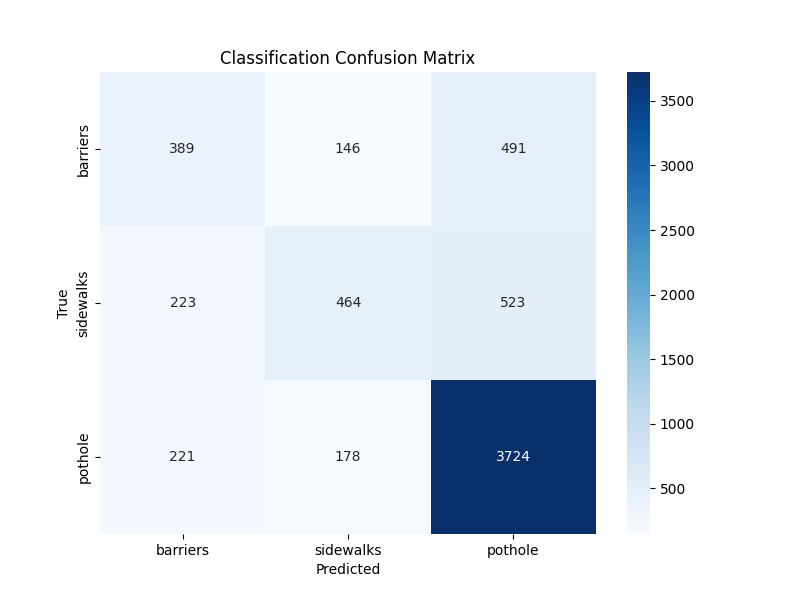 Classification Confusion Matrix
barriers 389 146 491
sidewalks 223 464 523
pothole 221 178 3724
True
barriers sidewalks pothole
Predicted
3500
3000
2500
2000
1500
1000
500